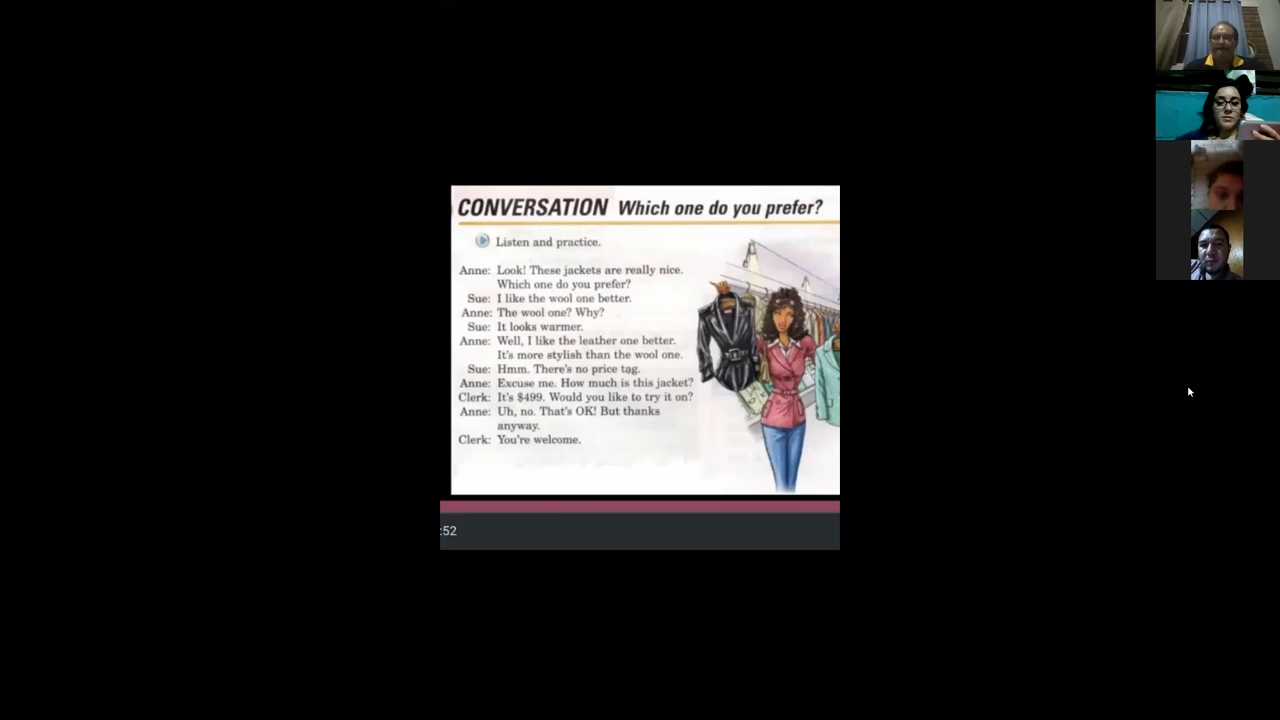 CONVERSATION Which one do you prefer?
Listen and practice.
Anne: Look! These jackets are really nice.
Which one do you prefer?
Sue: I like the wool one better.
Anne: The wool one? Why?
Sue: It looks warmer.
Anne: Well, I like the leather one better.
It's more stylish than the wool one.
Sue: Hmm. There's no price tag.
Anne: Excuse me. How much is this jacket?
Clerk: It's $499. Would you like to try it on?
Anne: Uh, no. That's OK! But thanks
anyway.
Clerk: You're welcome.
:52